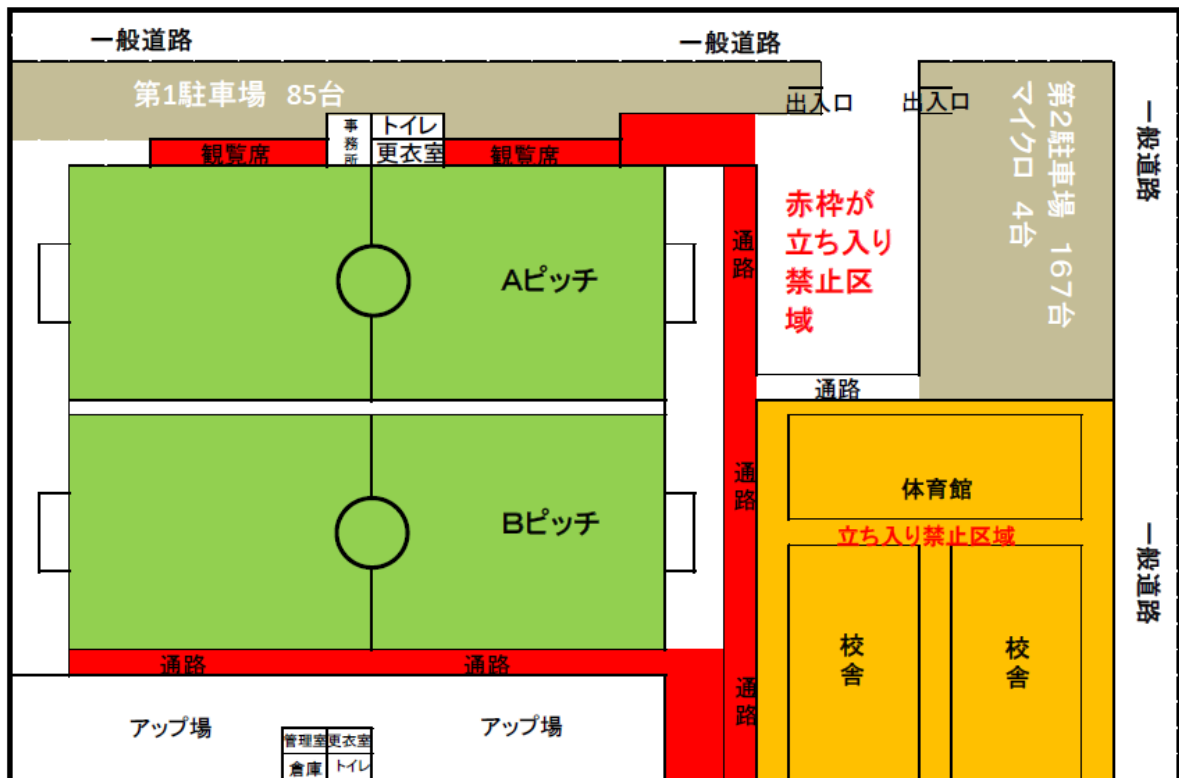 一般道路
一般道路
第1駐車場 85台
出入口
出入口
第2駐車場 167台
マイクロ 4台
一般道路
事務所
トイレ
更衣室
観覧席
観覧席
赤枠が
立ち入り
禁止区
域
通路
Aピッチ
通路
通路
体育館
Bピッチ
立ち入り禁止区域
一般道路
校舎
校舎
通路
通路
通路
アップ場
アップ場
管理室
更衣室
倉庫
トイレ